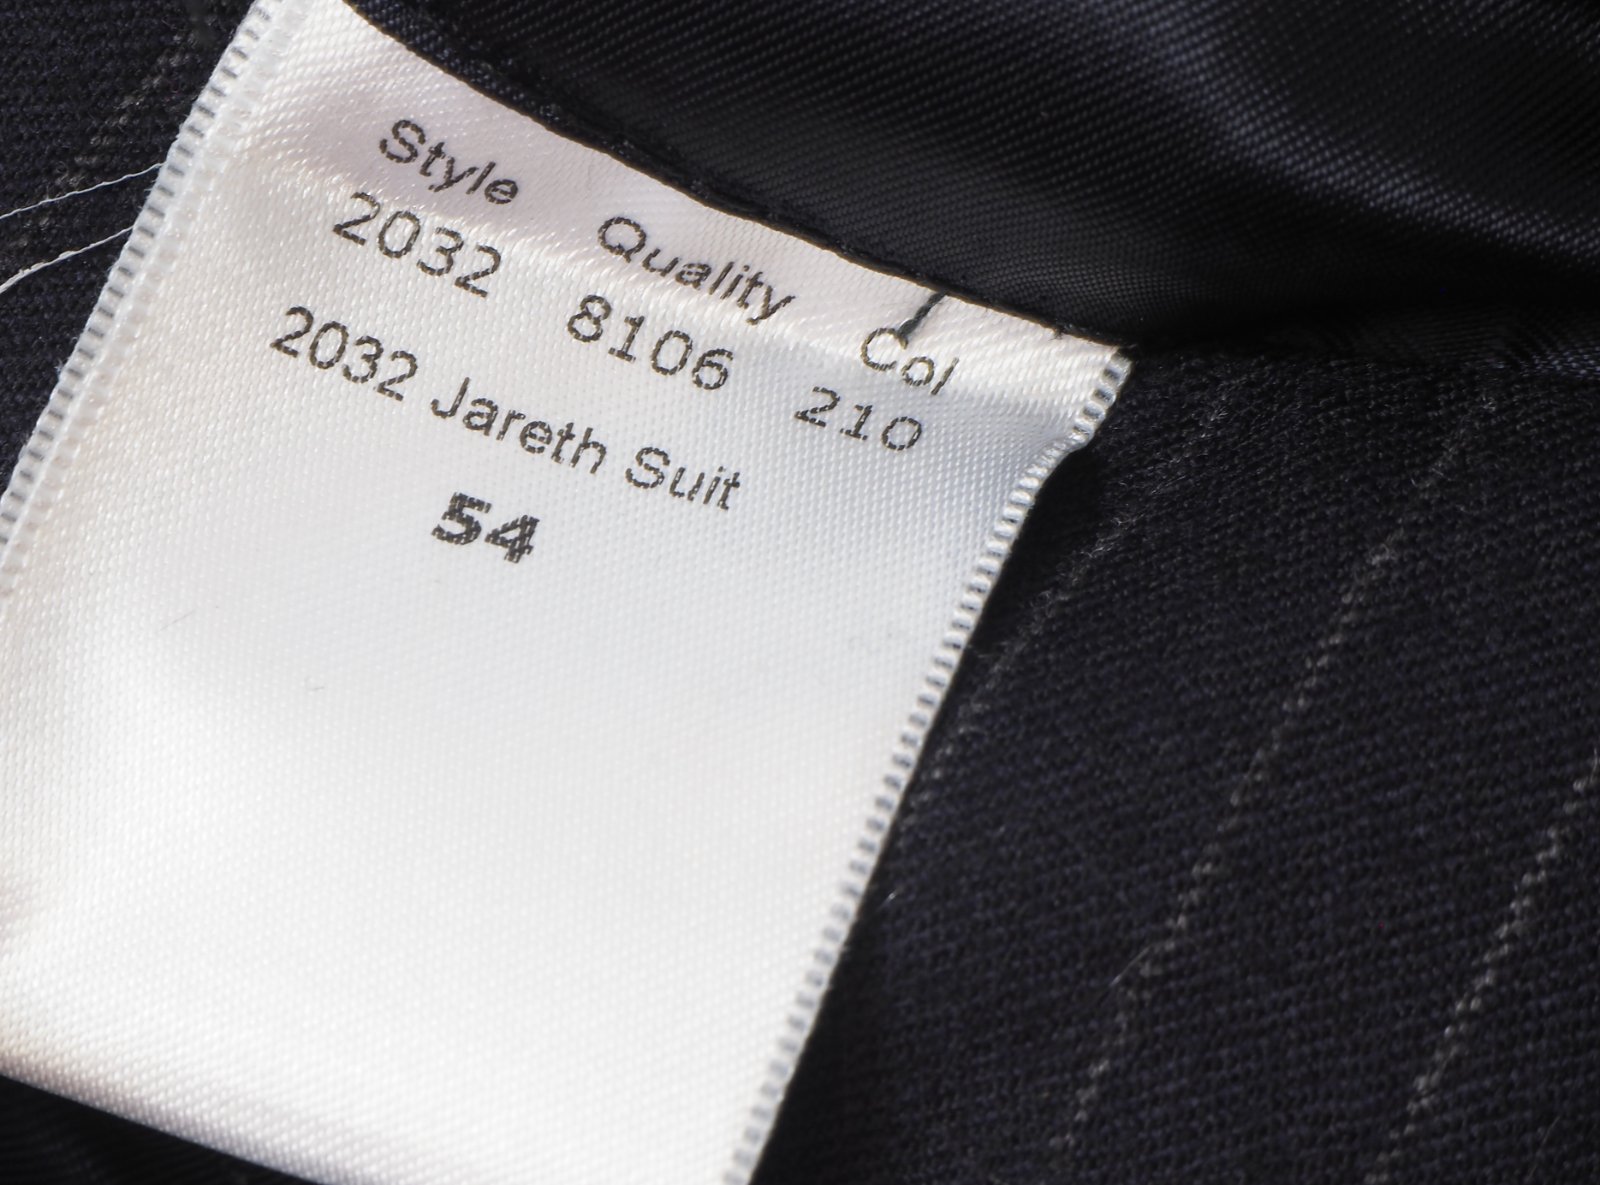 Style Quality Col
2032 8106 210
2032 Jareth Suit
54